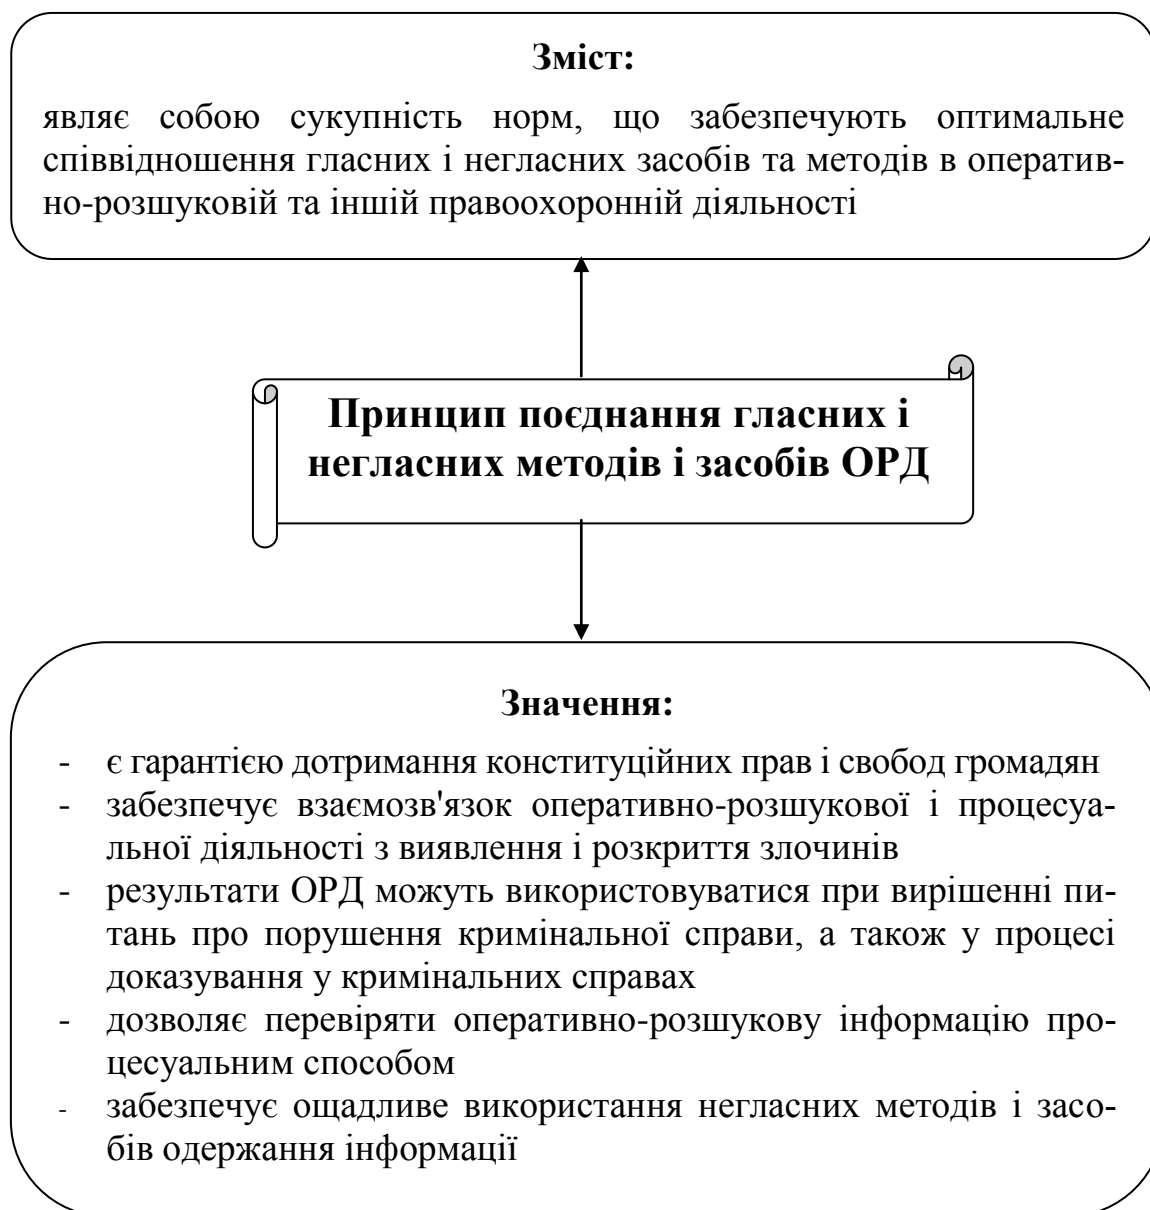 Зміст:
являє собою сукупність норм, що забезпечують оптимальне
співвідношення гласних і негласних засобів та методів в оператив-
но-розшуковій та іншій правоохоронній діяльності
Принцип поєднання гласних і
негласних методів і засобів ОРД
Значення:
- є гарантією дотримання конституційних прав і свобод громадян
- забезпечує взаємозв'язок оперативно-розшукової і процесуа-
льної діяльності з виявлення і розкриття злочинів
- результати ОРД можуть використовуватися при вирішенні пи-
тань про порушення кримінальної справи, а також у процесі
доказування у кримінальних справах
- дозволяє перевіряти оперативно-розшукову інформацію про-
цесуальним способом
- забезпечує ощадливе використання негласних методів і засо-
бів одержання інформації